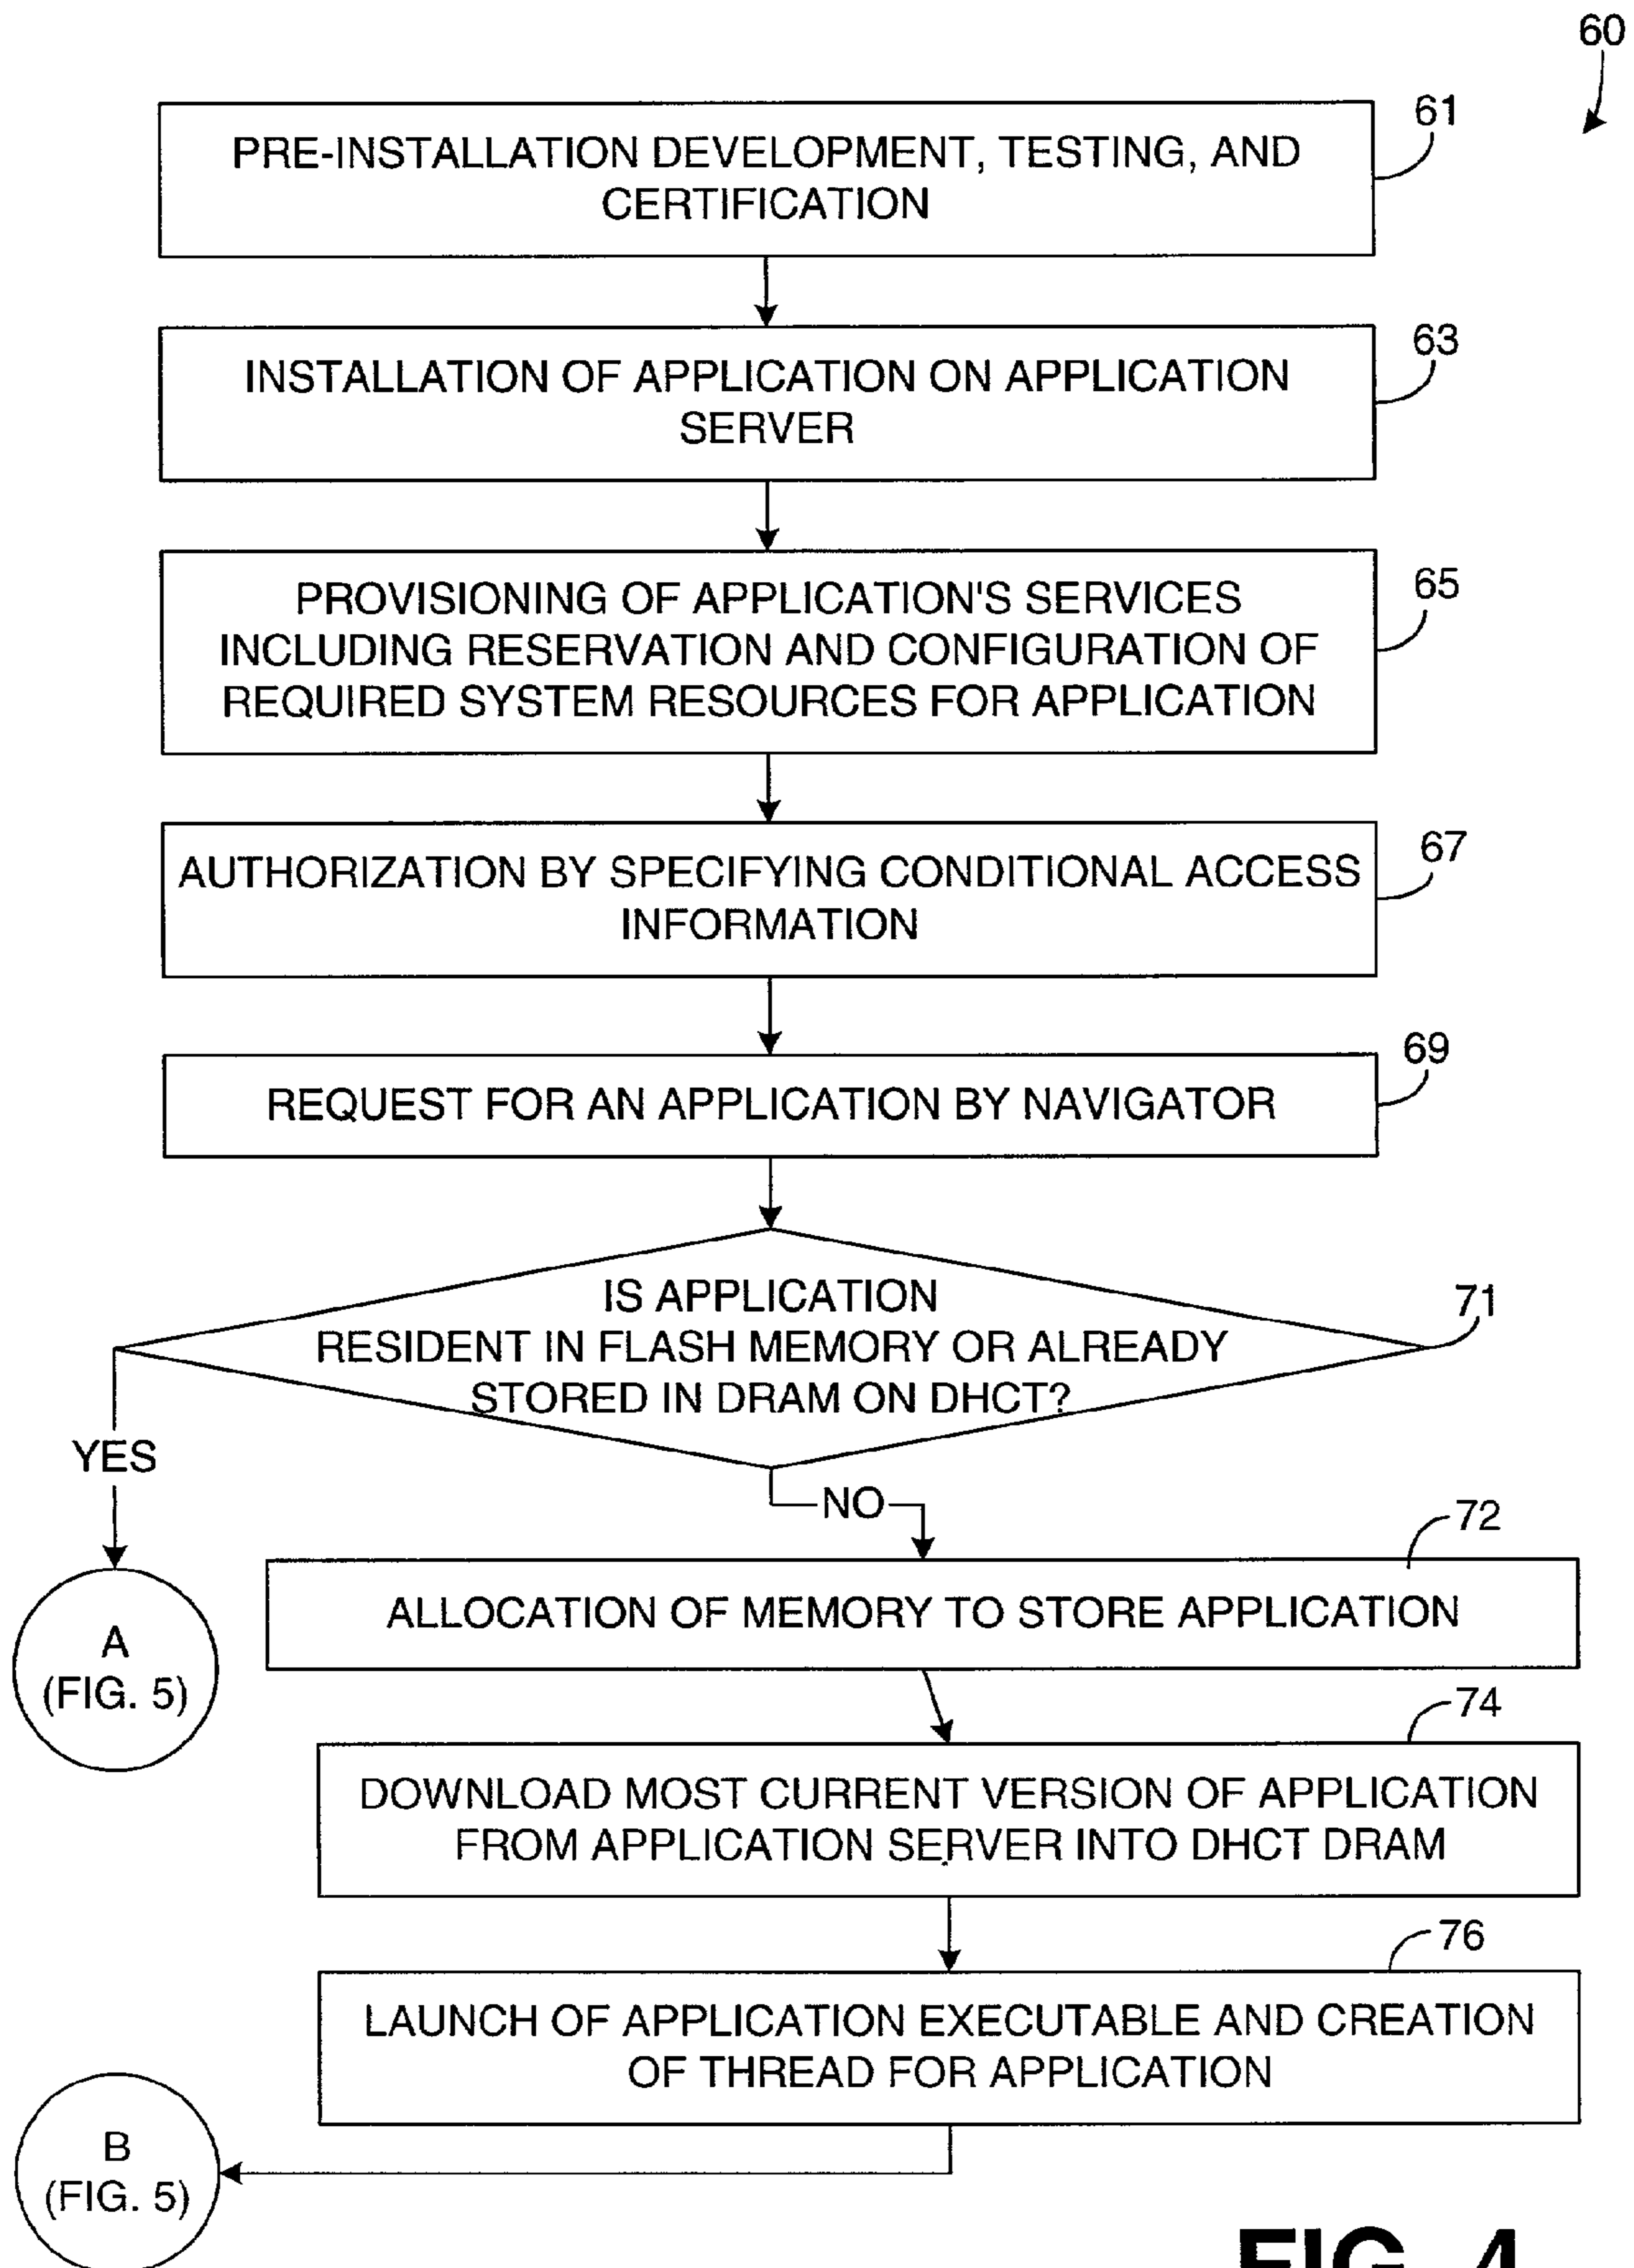 60
61
PRE-INSTALLATION DEVELOPMENT, TESTING, AND
CERTIFICATION
63
INSTALLATION OF APPLICATION ON APPLICATION
SERVER
65
PROVISIONING OF APPLICATION'S SERVICES
INCLUDING RESERVATION AND CONFIGURATION OF
REQUIRED SYSTEM RESOURCES FOR APPLICATION
67
AUTHORIZATION BY SPECIFYING CONDITIONAL ACCESS
INFORMATION
69
REQUEST FOR AN APPLICATION BY NAVIGATOR
71
IS APPLICATION
RESIDENT IN FLASH MEMORY OR ALREADY
STORED IN DRAM ON DHCT?
YES
NO
72
ALLOCATION OF MEMORY TO STORE APPLICATION
A
(FIG. 5)
74
DOWNLOAD MOST CURRENT VERSION OF APPLICATION
FROM APPLICATION SERVER INTO DHCT DRAM
76
LAUNCH OF APPLICATION EXECUTABLE AND CREATION
OF THREAD FOR APPLICATION
B
(FIG. 5)
FIG. 4